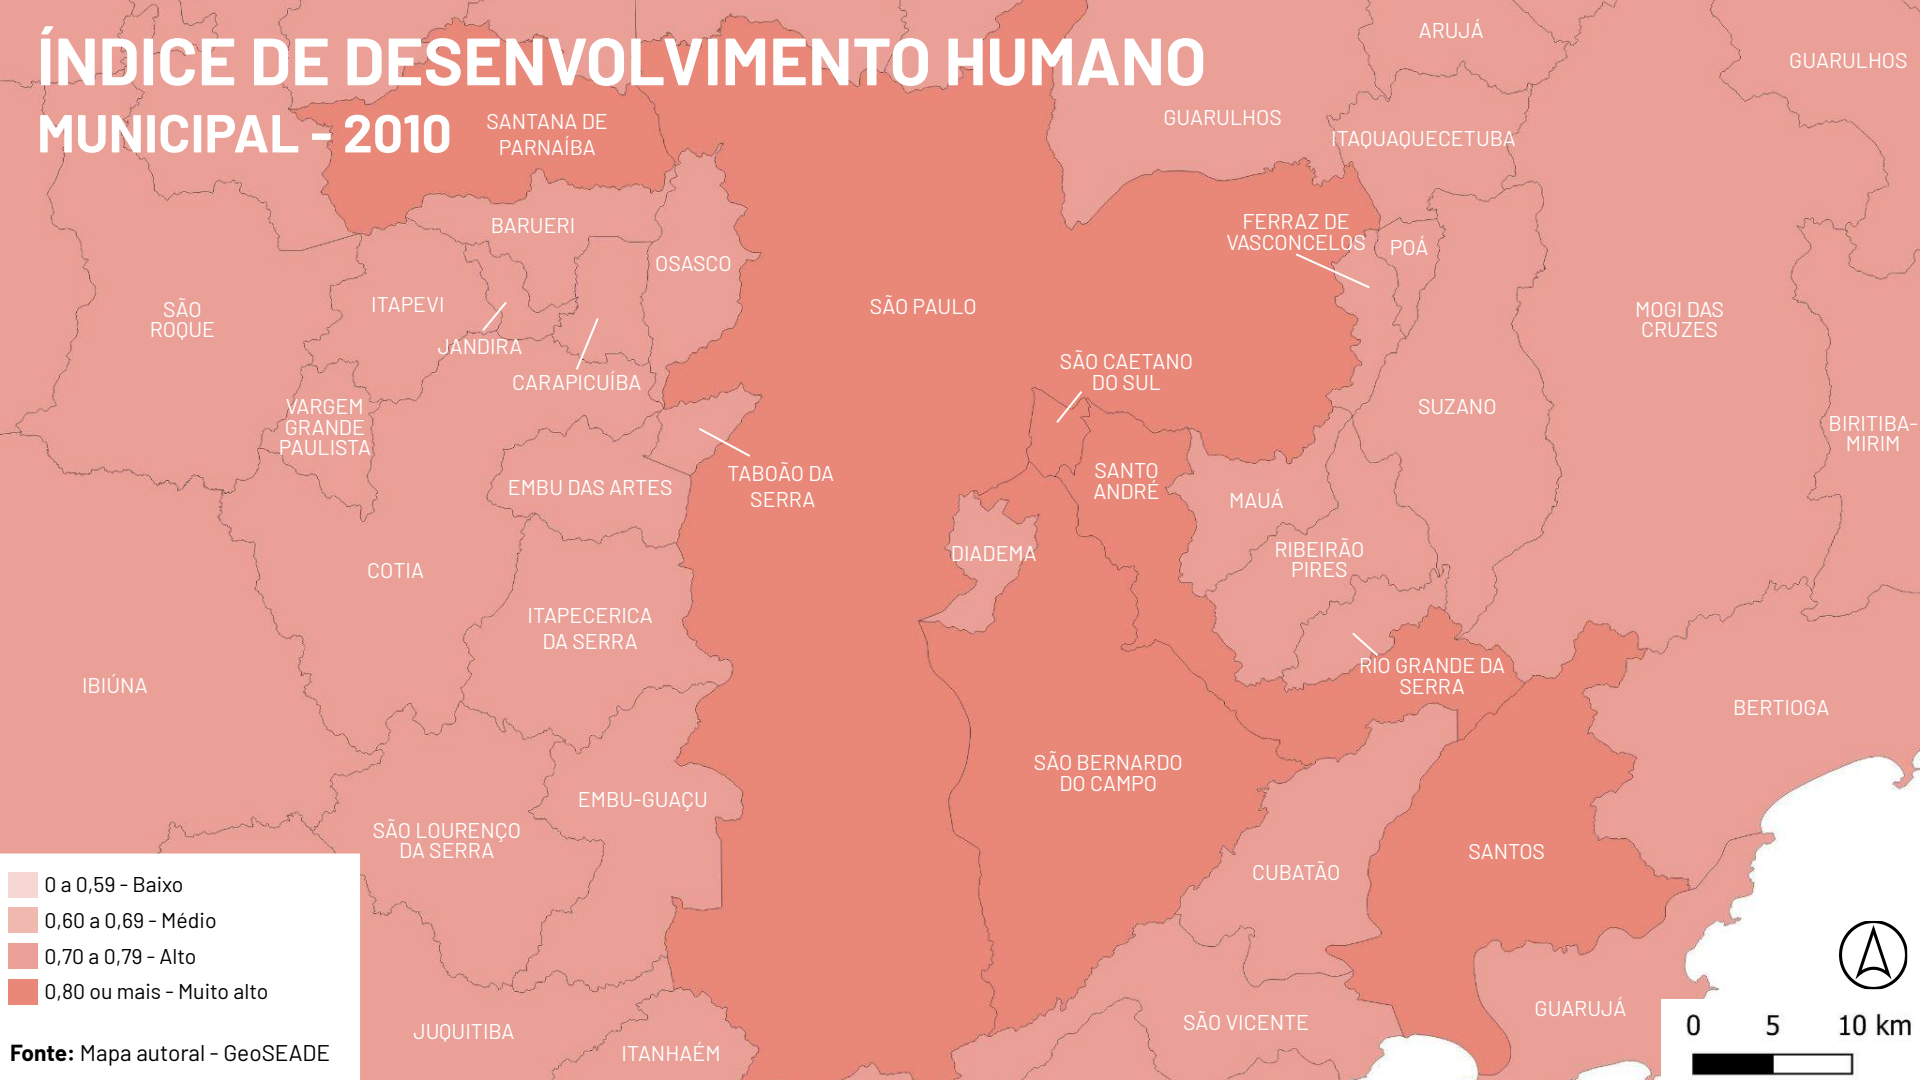 ÍNDICE DE DESENVOLVIMENTO HUMANO
MUNICIPAL - 2010
ARUJÁ
GUARULHOS
SANTANA DE
PARNAÍBA
GUARULHOS
ITAQUAQUECETUBA
BARUERI
FERRAZ DE
VASCONCELOS
POÁ
OSASCO
ITAPEVI
SÃO
ROQUE
SÃO PAULO
MOGI DAS
CRUZES
JANDIRA
CARAPICUÍBA
SÃO CAETANO
DO SUL
VARGEM
GRANDE
PAULISTA
SUZANO
BIRITIBA-
MIRIM
EMBU DAS ARTES
TABOÃO DA
SERRA
SANTO
ANDRÉ
MAUÁ
DIADEMA
RIBEIRÃO
PIRES
COTIA
ITAPECERICA
DA SERRA
IBIÚNA
RIO GRANDE DA
SERRA
BERTIOGA
SÃO BERNARDO
DO CAMPO
EMBU-GUAÇU
SÃO LOURENÇO
DA SERRA
SANTOS
CUBATÃO
0 a 0,59 - Baixo
0,60 a 0,69 - Médio
0,70 a 0,79 - Alto
0,80 ou mais - Muito alto
Fonte: Mapa autoral - GeoSEADE
JUQUITIBA
ITANHAÉM
SÃO VICENTE
GUARUJÁ
0 5 10 km